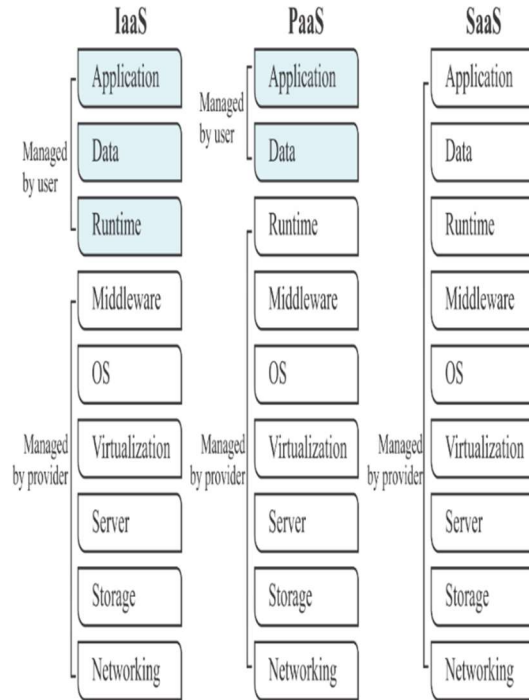 IaaS
Managed
by user
Application
Data
Runtime
Managed
by provider
Middleware
OS
Virtualization
Server
Storage
Networking
PaaS
Managed
by user
Application
Data
Managed
by provider
Runtime
Middleware
OS
Virtualization
Server
Storage
Networking
SaaS
Managed
by provider
Application
Data
Runtime
Middleware
OS
Virtualization
Server
Storage
Networking